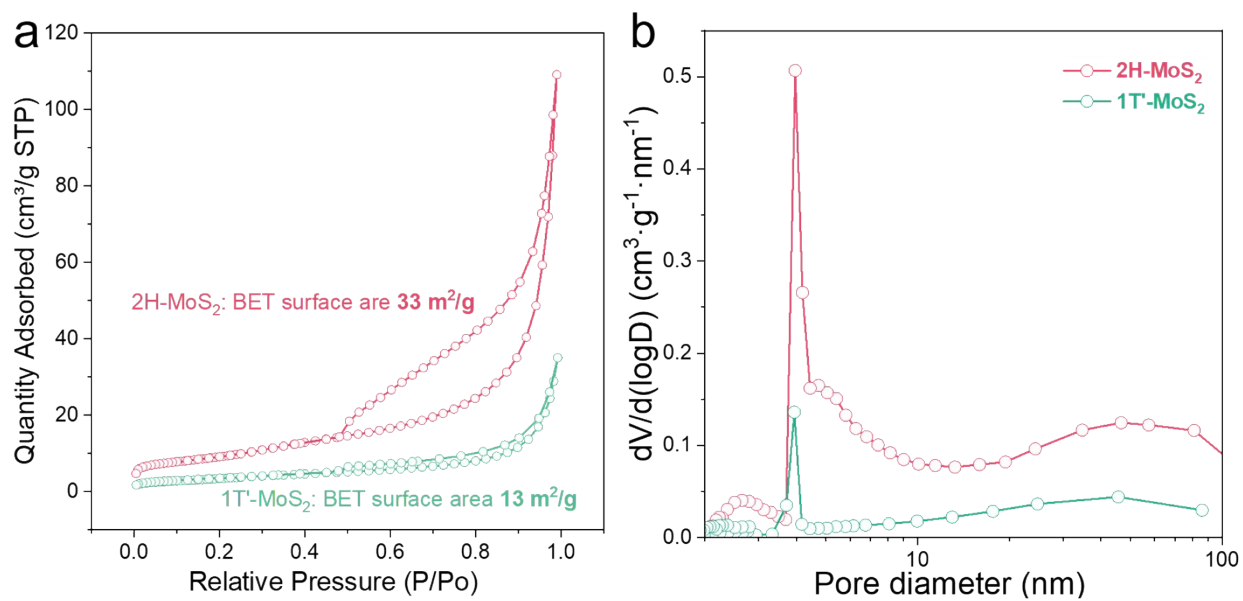 a
120
100
80
60
40
20
0
Quantity Adsorbed (cm³/g STP)
2H-MoS₂: BET surface are 33 m²/g
1T'-MoS₂: BET surface area 13 m²/g
0.0 0.2 0.4 0.6 0.8 1.0
Relative Pressure (P/Po)
b
2H-MoS₂
1T'-MoS₂
0.5
0.4
0.3
0.2
0.1
0.0
dV/d(logD) (cm³·g⁻¹·nm⁻¹)
10 100
Pore diameter (nm)